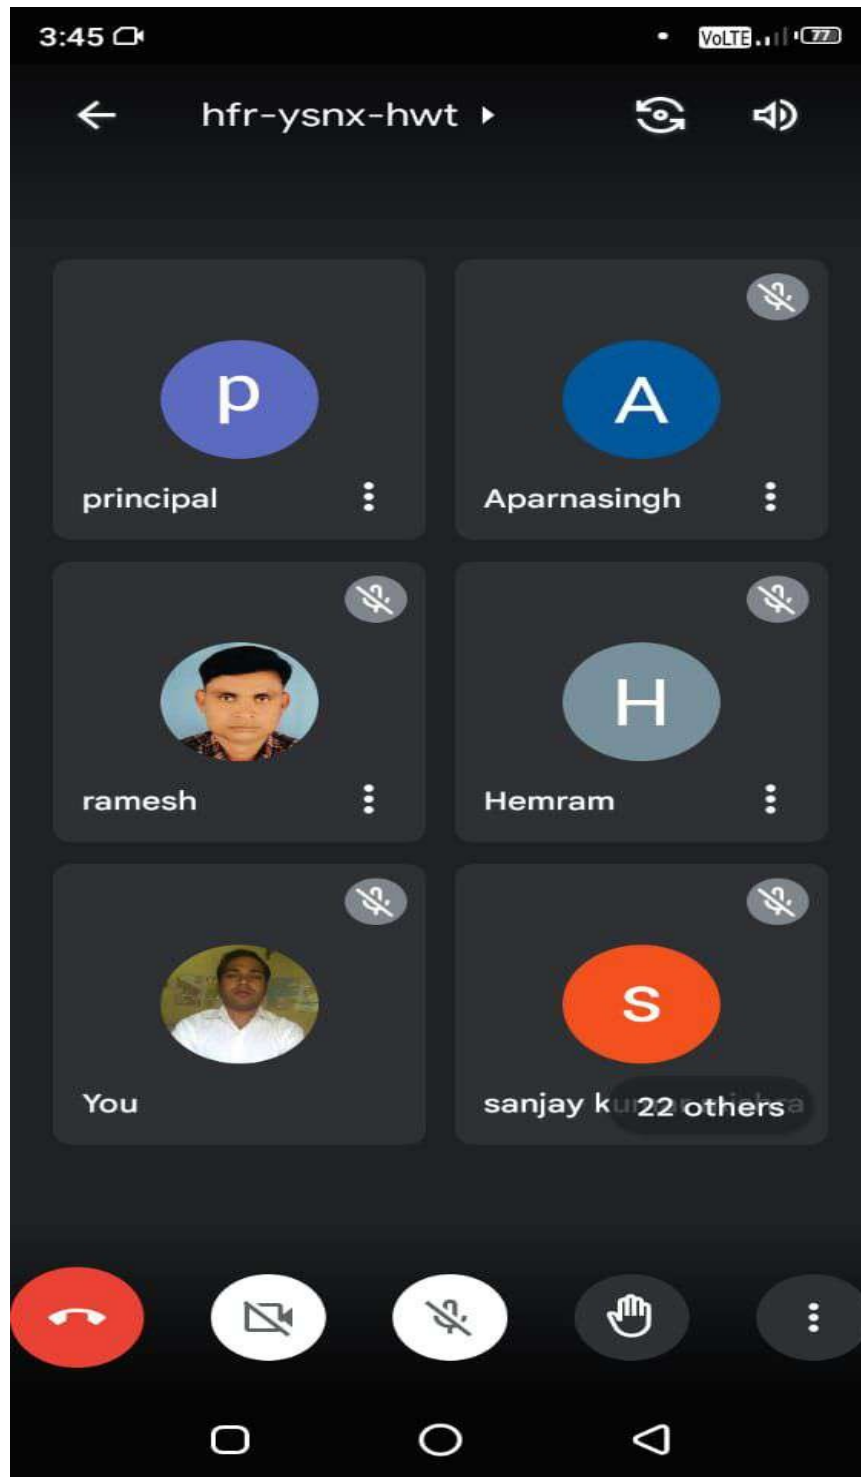 3:45 VoLTE 77
hfr-ysnx-hwt
p A
principal Aparnasingh
H
ramesh Hemram
s
You sanjay k 22 others